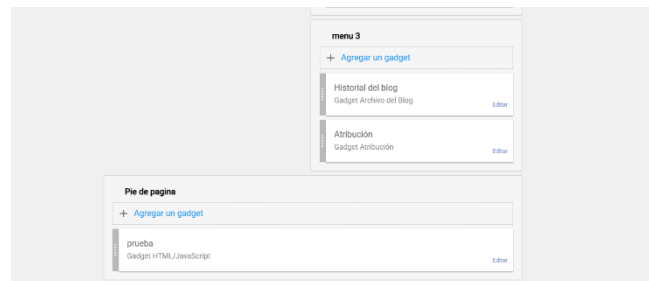 menu 3
+ Agregar un gadget
Historial del blog
Gadget Archivo del Blog
Editar
Atribución
Gadget Atribución
Editar
Pie de pagina
+ Agregar un gadget
prueba
Gadget HTML/JavaScript
Editar